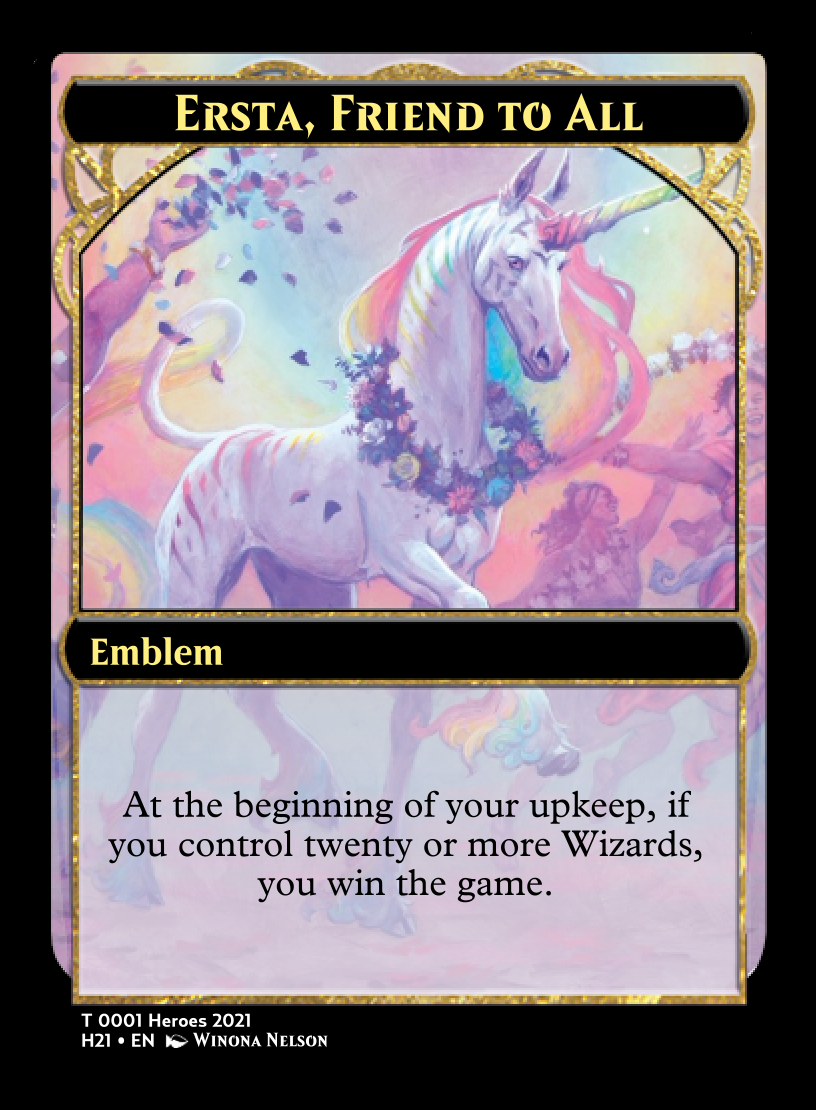 Ersta, Friend to All
Emblem
At the beginning of your upkeep, if
you control twenty or more Wizards,
you win the game.
T 0001 Heroes 2021
H21 • EN Winona Nelson